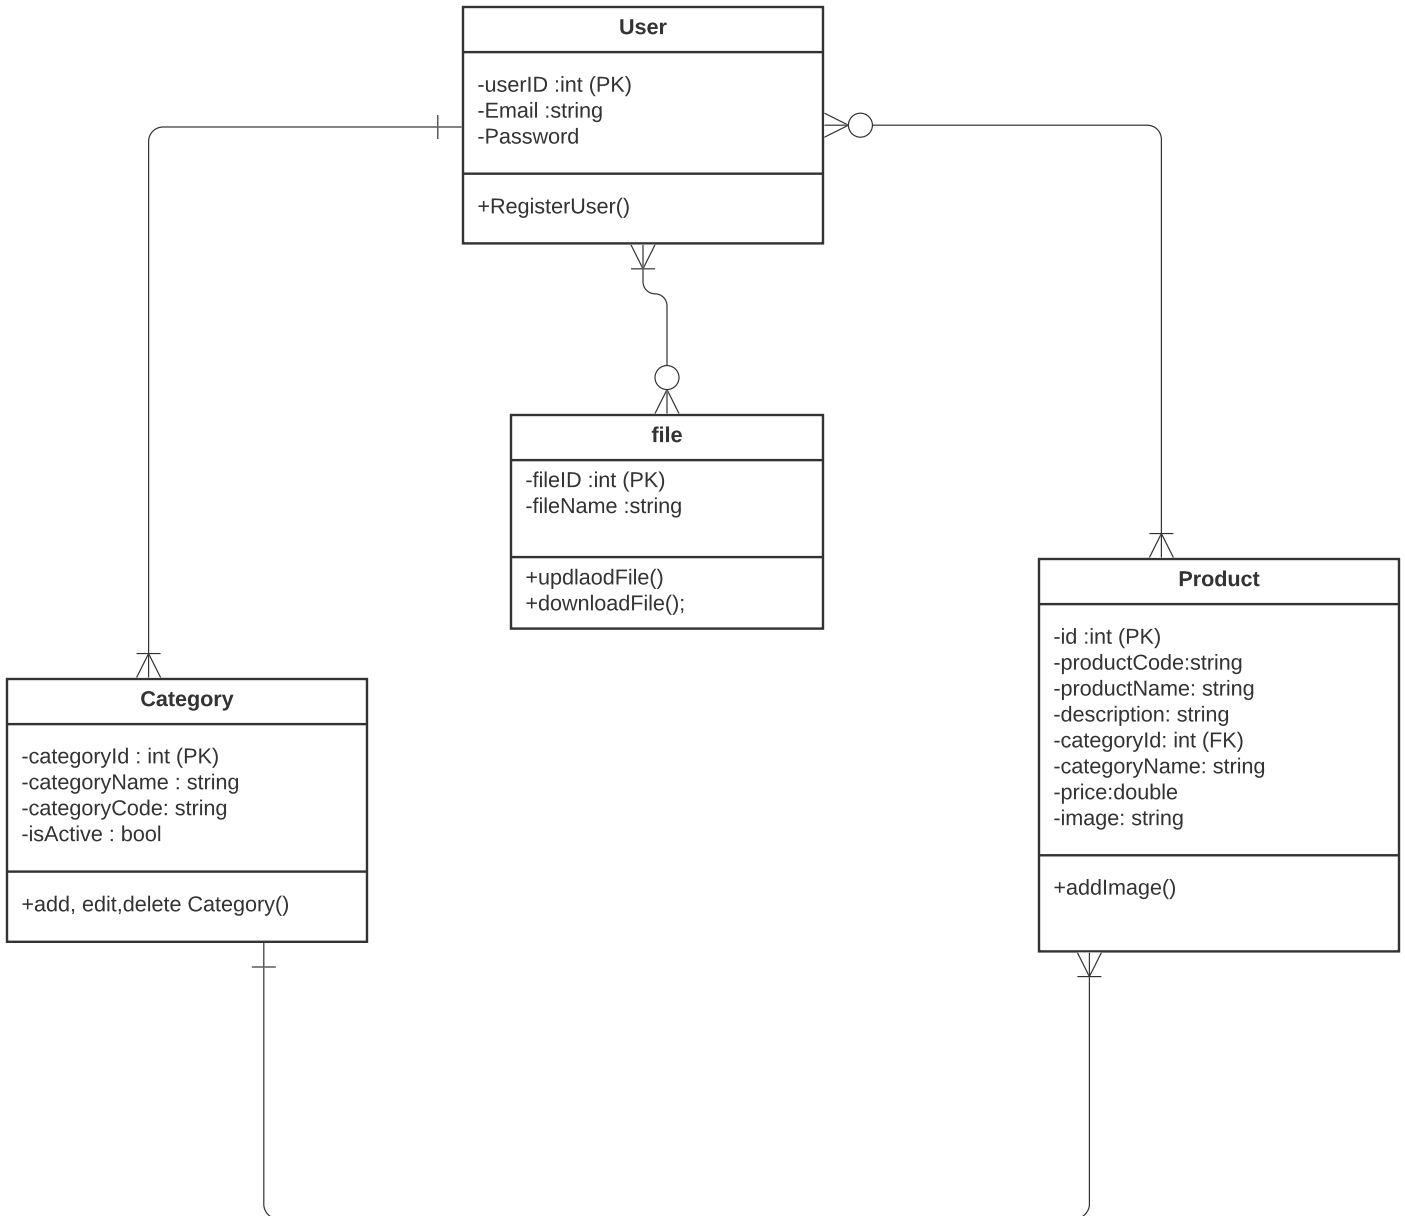 User
-userID :int (PK)
-Email :string
-Password
+RegisterUser()
file
-fileID :int (PK)
-fileName :string
+updlaodFile()
+downloadFile();
Product
-id :int (PK)
-productCode:string
-productName: string
-description: string
-categoryId: int (FK)
-categoryName: string
-price:double
-image: string
+addImage()
Category
-categoryId : int (PK)
-categoryName : string
-categoryCode: string
-isActive : bool
+add, edit,delete Category()